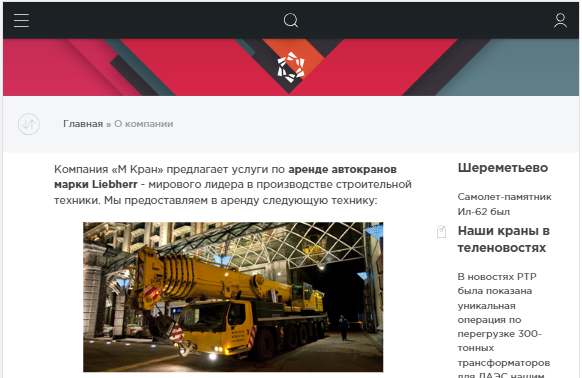 Главная » О компании
Компания «М Кран» предлагает услуги по аренде автокранов
марки Liebherr - мирового лидера в производстве строительной
техники. Мы предоставляем в аренду следующую технику:
Шереметьево
Самолет-памятник
Ил-62 был
Наши краны в
теленовостях
В новостях РТР
была показана
уникальная
операция по
перегрузке 300-
тонных
трансформаторов
для ЛАЭС нашим